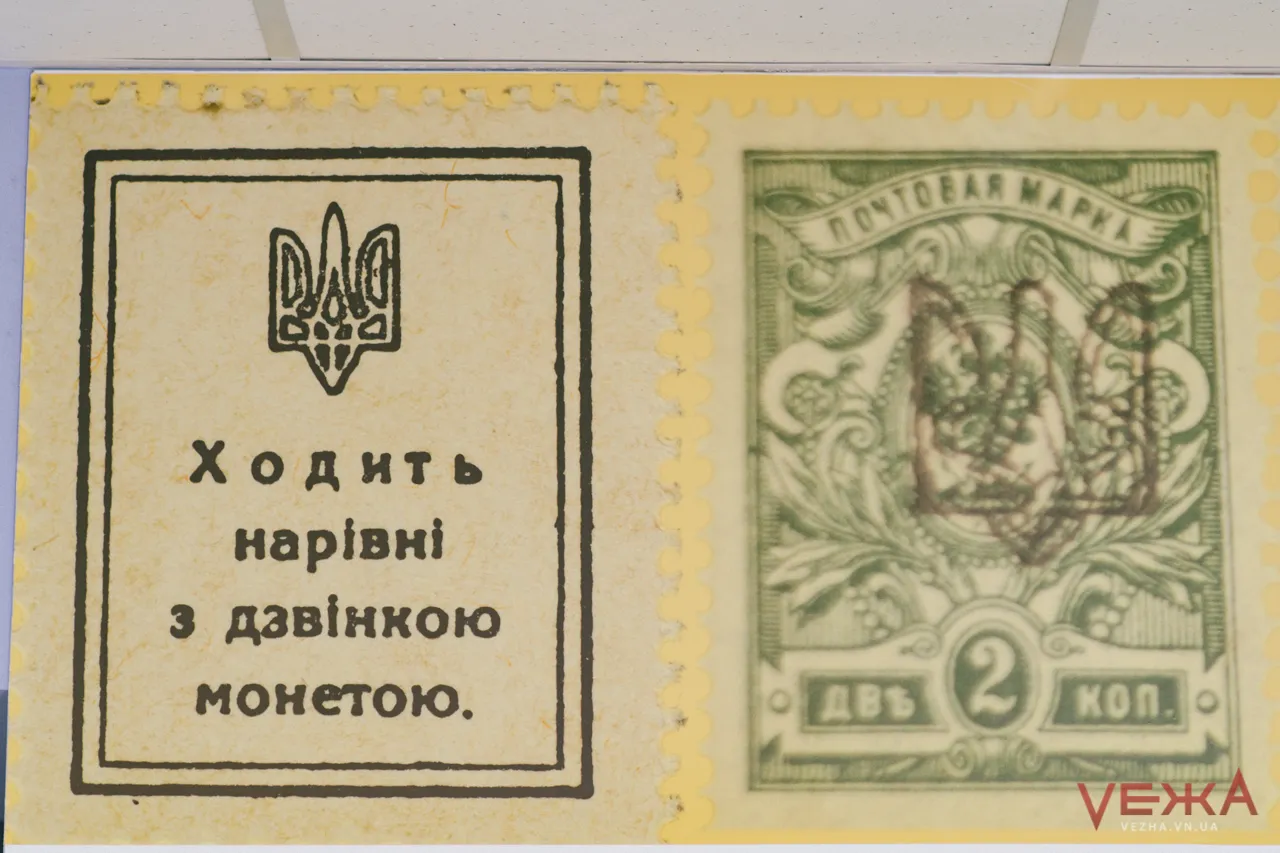 Ходить
нарівні
з дзвінкою
монетою.
ПОЧТОВАЯ МАРКА
ДВѢ 2 КОП.
VЕЖА
VEZHA.VN.UA